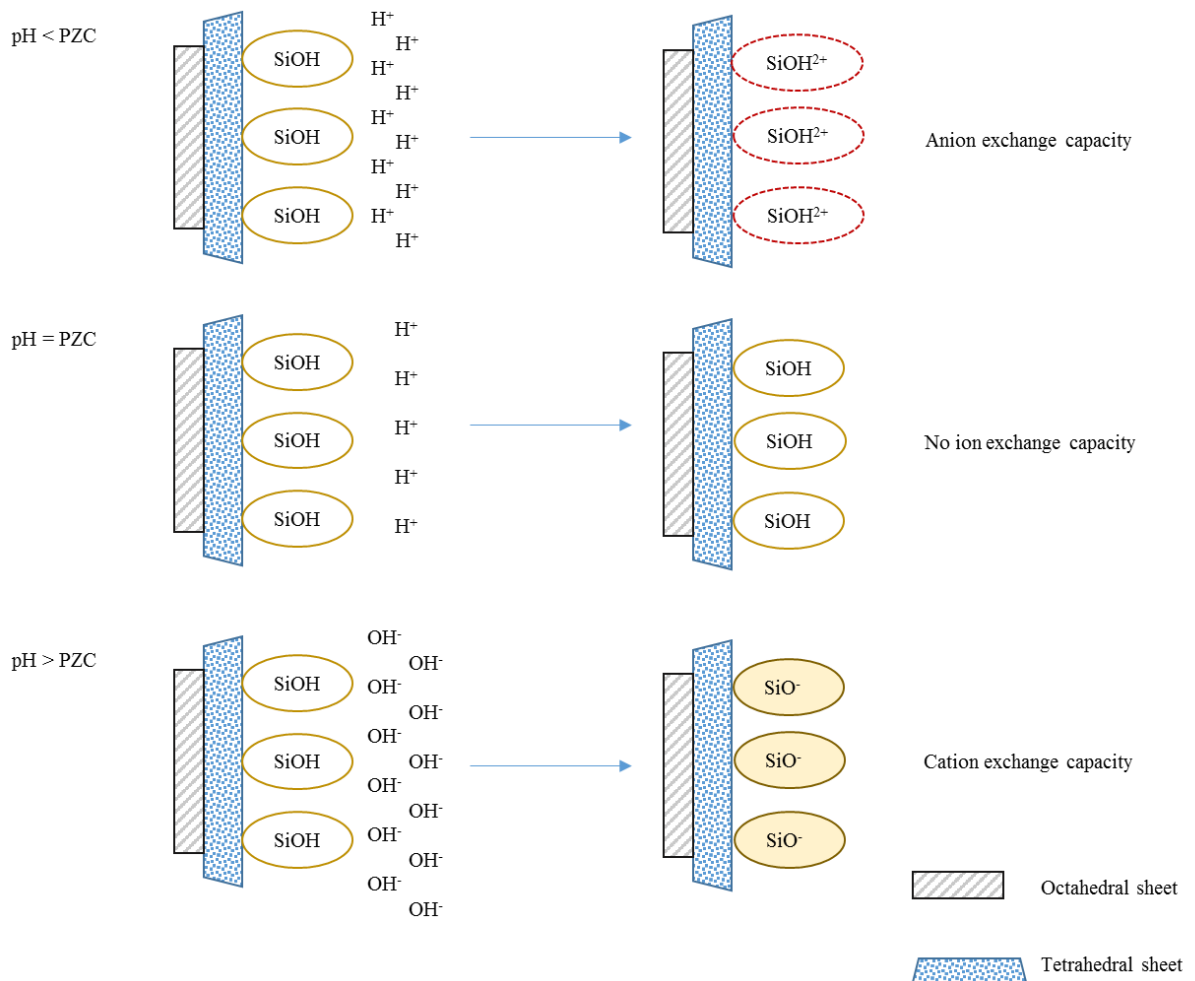 pH < PZC
SiOH
SiOH
SiOH
H⁺
H⁺
H⁺
H⁺
H⁺
H⁺
H⁺
H⁺
H⁺
H⁺
SiOH²⁺
SiOH²⁺
SiOH²⁺
Anion exchange capacity
pH = PZC
SiOH
SiOH
SiOH
H⁺
H⁺
H⁺
H⁺
H⁺
SiOH
SiOH
SiOH
No ion exchange capacity
pH > PZC
SiOH
SiOH
SiOH
OH⁻
OH⁻
OH⁻
OH⁻
OH⁻
OH⁻
OH⁻
OH⁻
OH⁻
OH⁻
OH⁻
OH⁻
SiO⁻
SiO⁻
SiO⁻
Cation exchange capacity
Octahedral sheet
Tetrahedral sheet